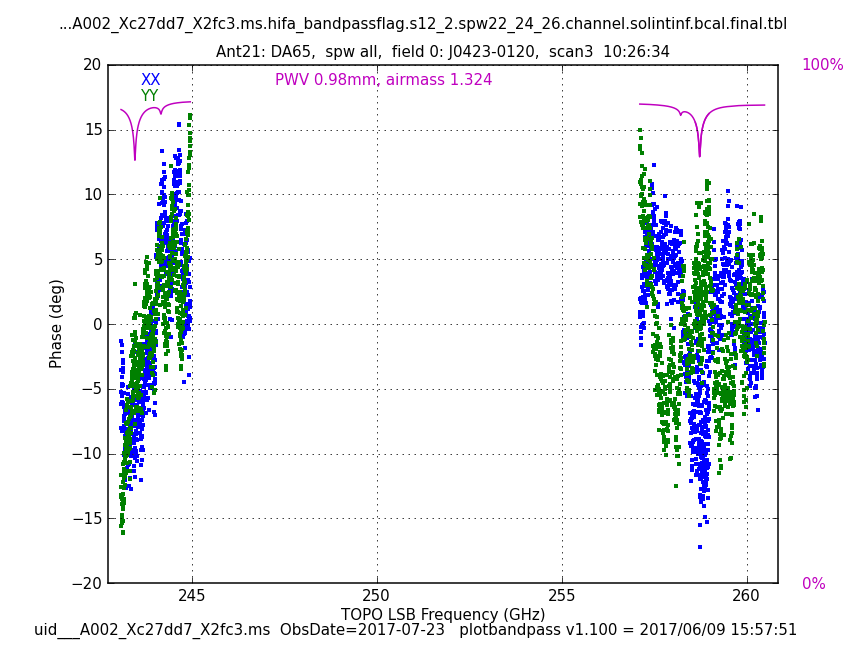 ...A002_Xc27dd7_X2fc3.ms.hifa_bandpassflag.s12_2.spw22_24_26.channel.solintinf.bcal.final.tbl
Ant21: DA65,  spw all,  field 0: J0423-0120,  scan3  10:26:34
20
XX
PWV 0.98mm, airmass 1.324
100%
YY
15
10
5
0
Phase (deg)
−5
−10
−15
−20
0%
245
250
255
260
TOPO LSB Frequency (GHz)
uid___A002_Xc27dd7_X2fc3.ms  ObsDate=2017-07-23   plotbandpass v1.100 = 2017/06/09 15:57:51